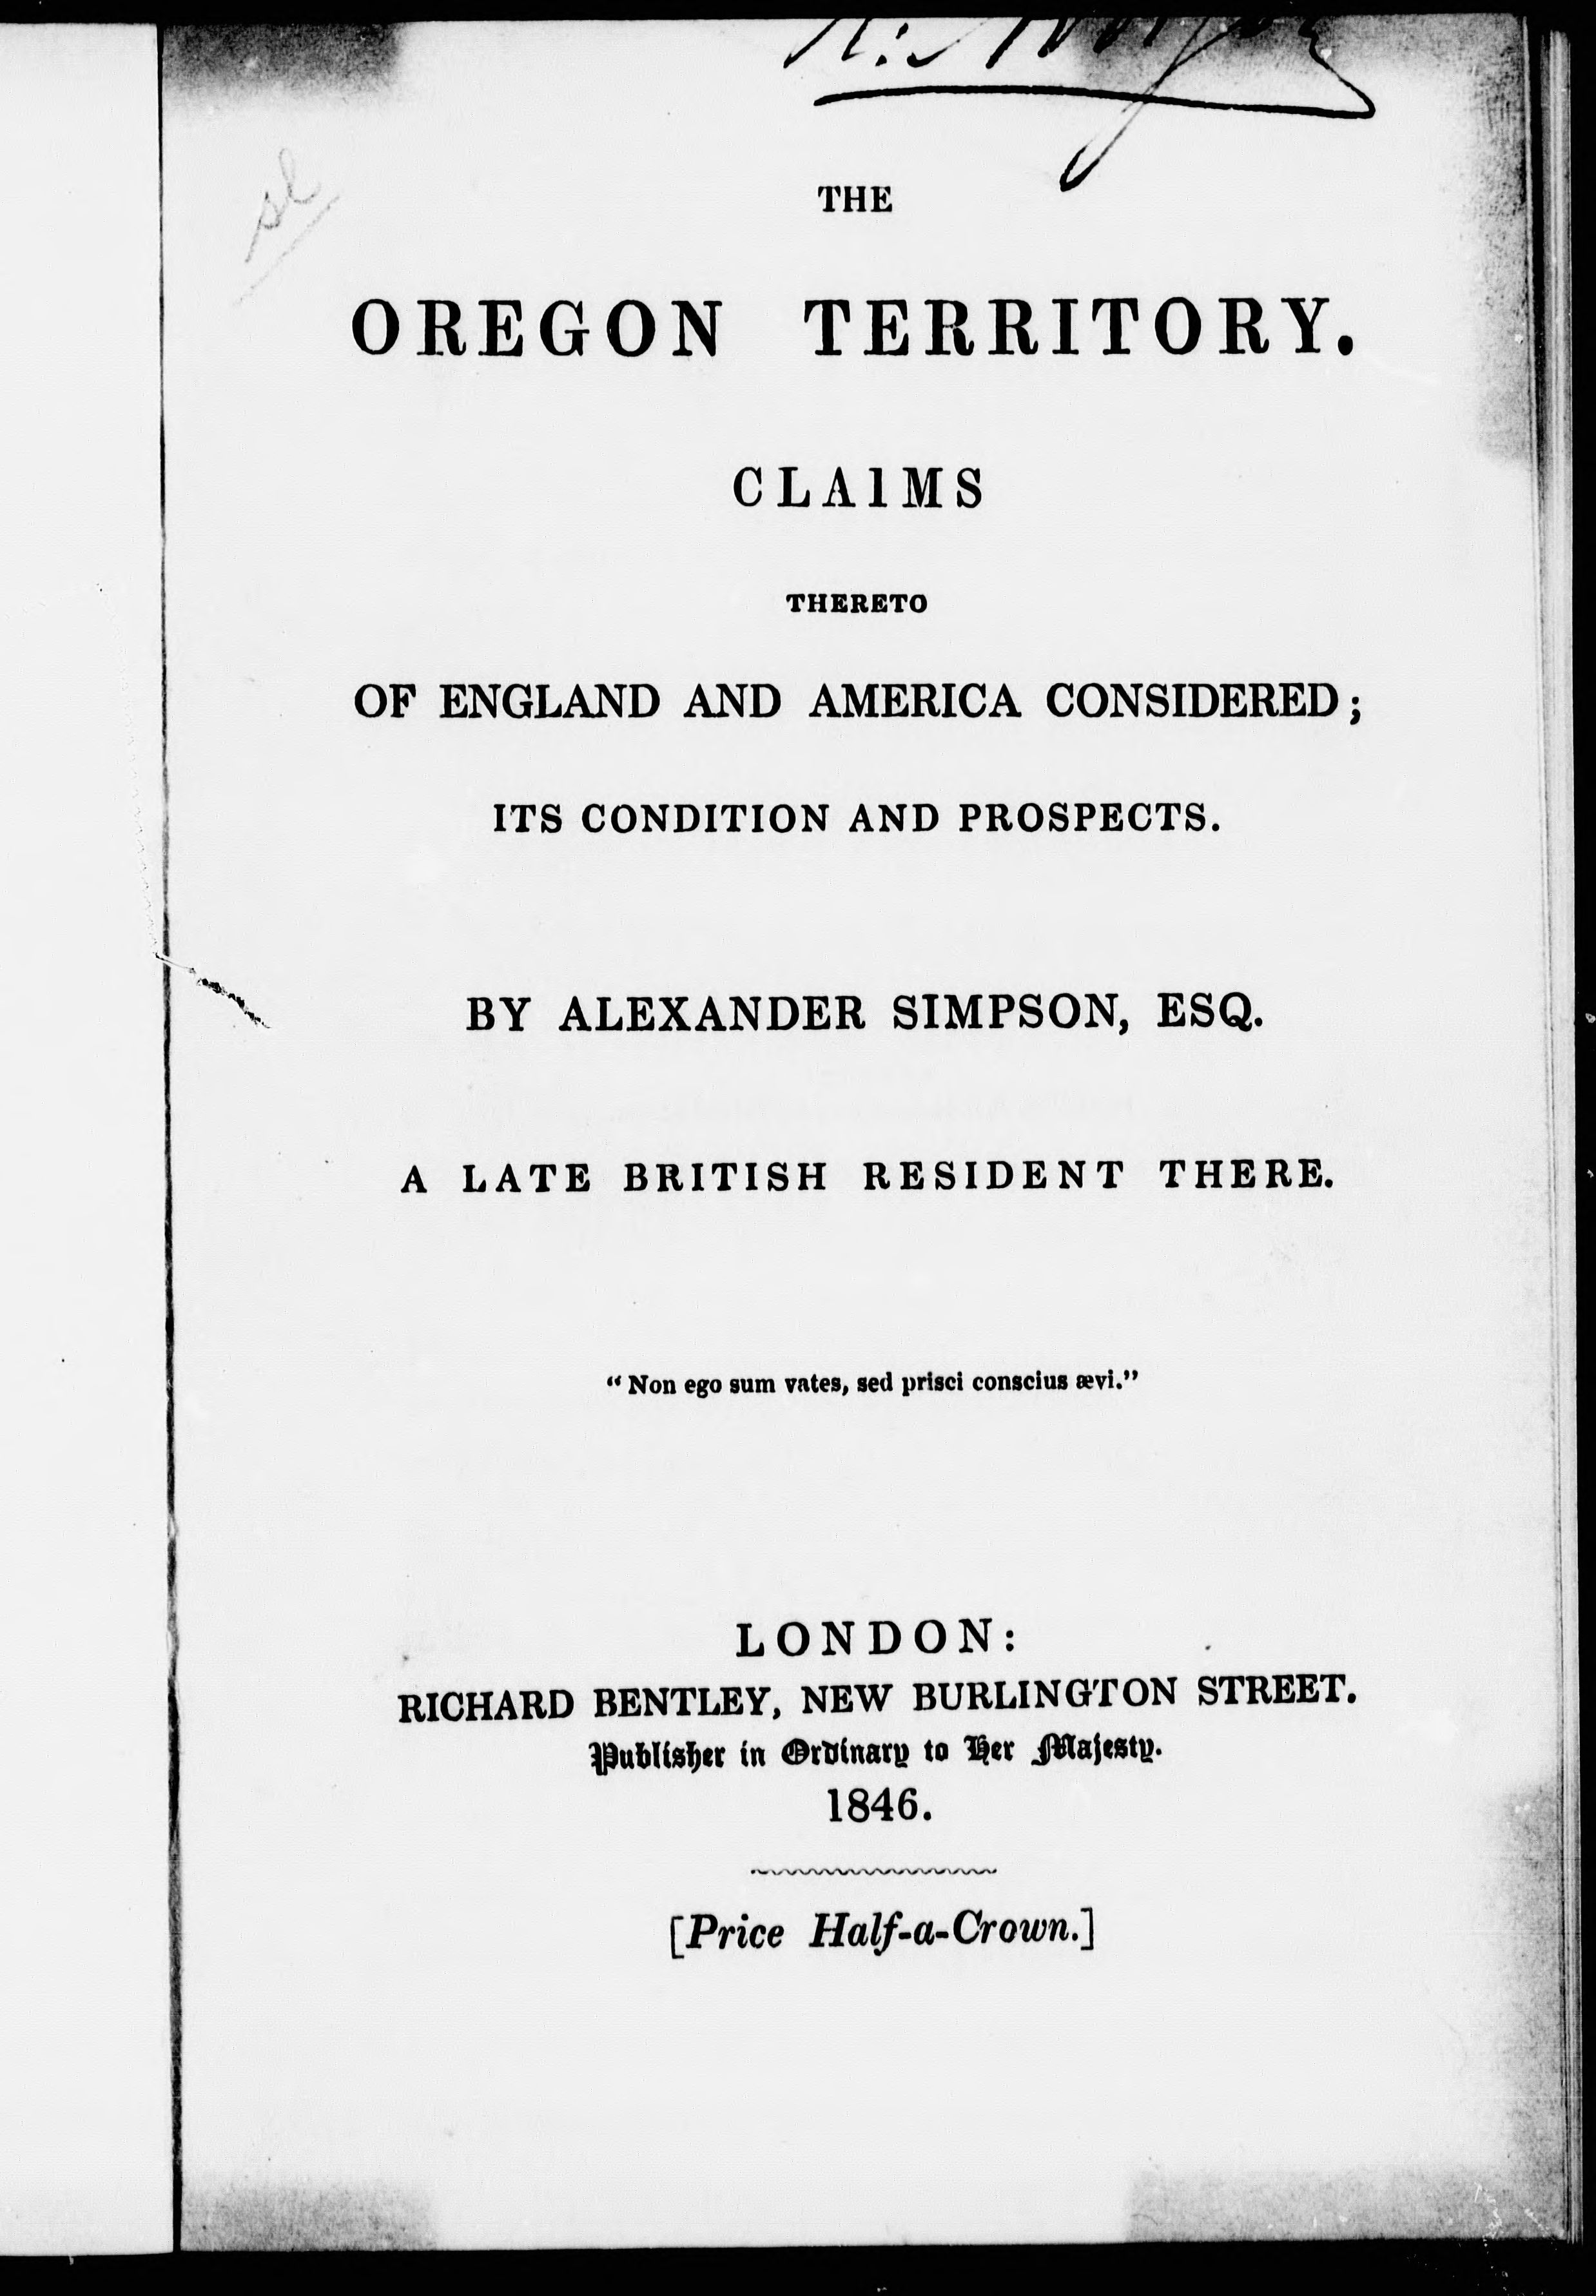 THE
OREGON TERRITORY.
CLAIMS
THERETO
OF ENGLAND AND AMERICA CONSIDERED;
ITS CONDITION AND PROSPECTS.
BY ALEXANDER SIMPSON, ESQ.
A LATE BRITISH RESIDENT THERE.
“Non ego sum vates, sed prisci conscius ævi.”
LONDON:
RICHARD BENTLEY, NEW BURLINGTON STREET.
Publisher in Ordinary to Her Majesty.
1846.
[Price Half-a-Crown.]